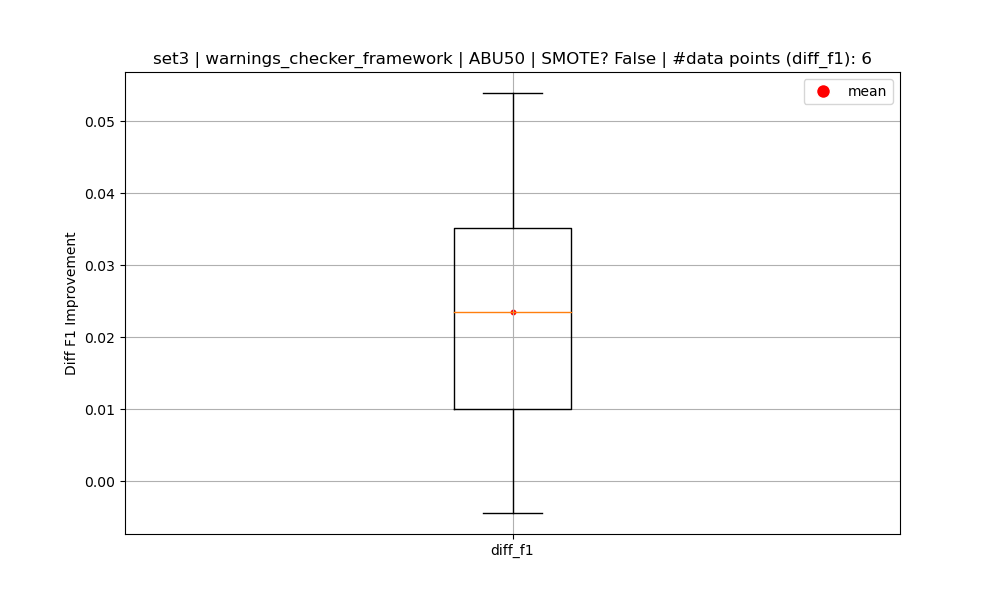 set3 | warnings_checker_framework | ABU50 | SMOTE? False | #data points (diff_f1): 6
mean
0.05
0.04
0.03
0.02
0.01
0.00
Diff F1 Improvement
diff_f1